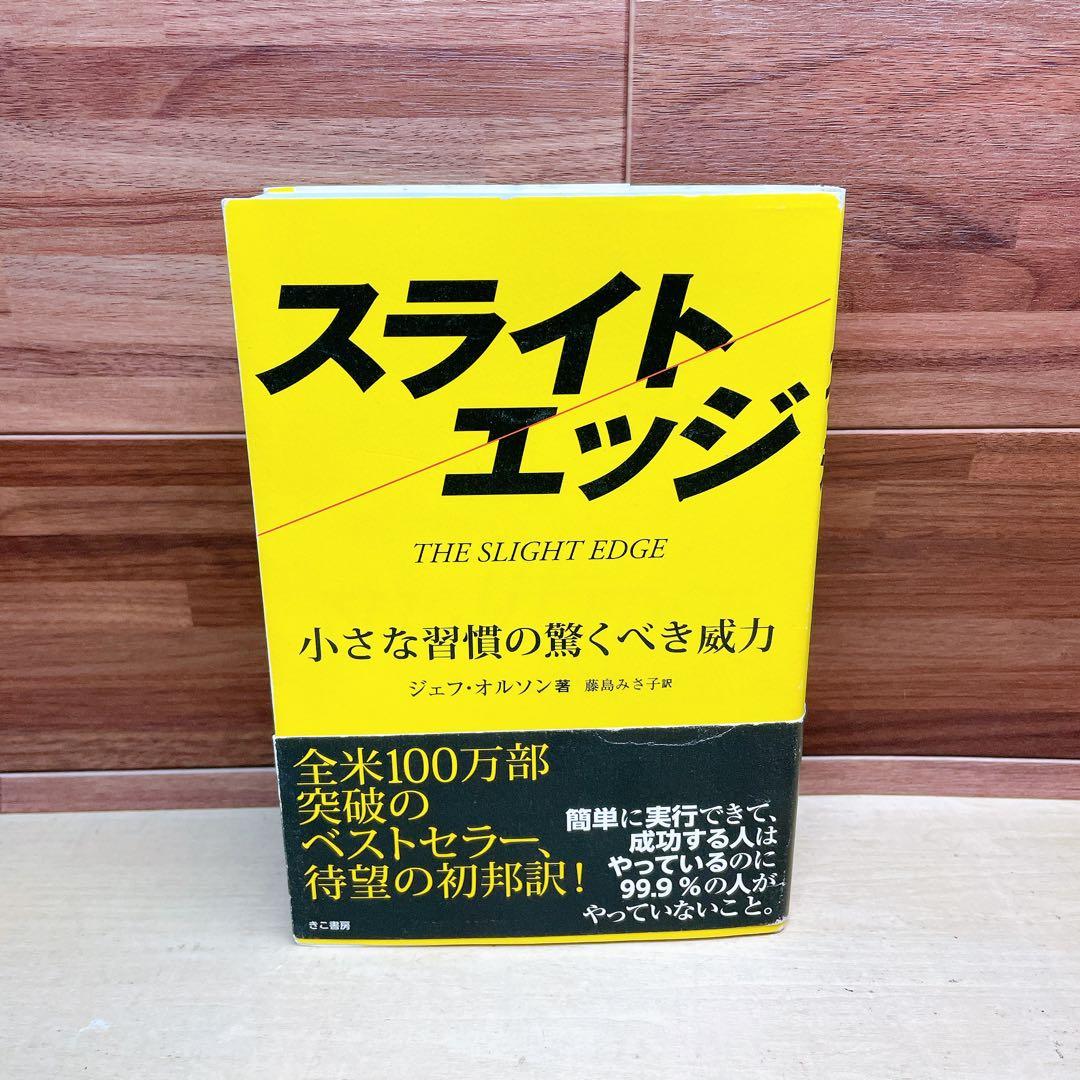 スライト
エッジ
THE SLIGHT EDGE
小さな習慣の驚くべき威力
ジェフ・オルソン著 藤島みさ子訳
全米100万部
突破の
ベストセラー、
待望の初邦訳!
簡単に実行できて、
成功する人は
やっているのに
99.9%の人が
やっていないこと。
きこ書房